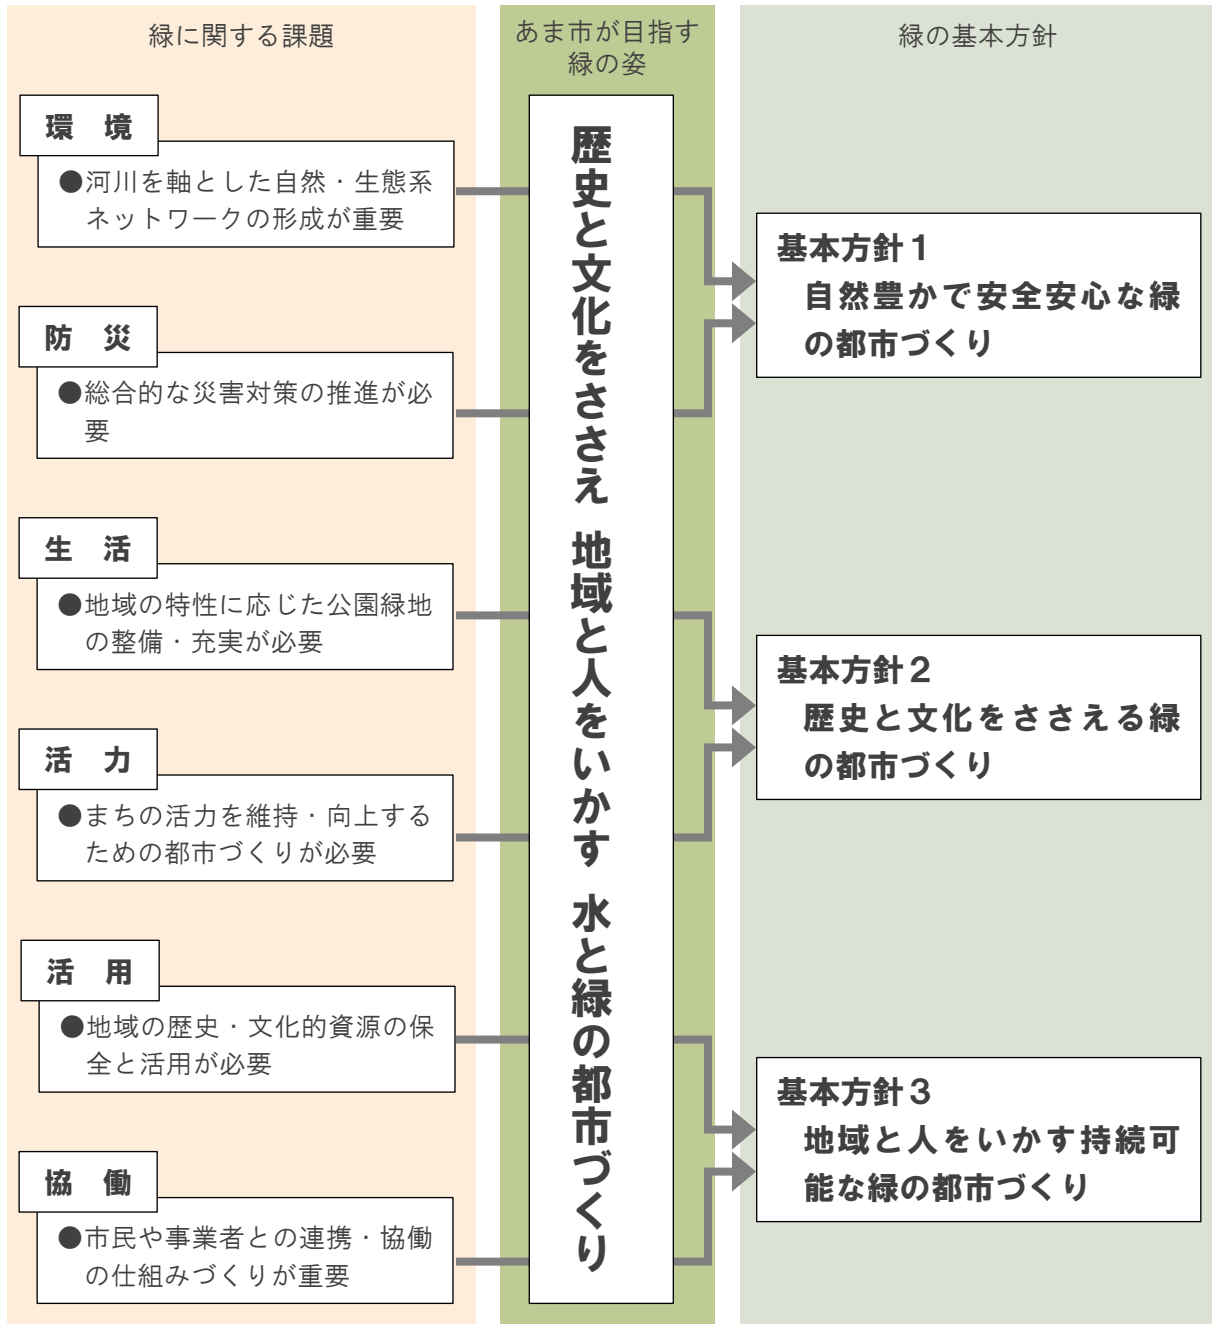 緑に関する課題
環　境
●河川を軸とした自然・生態系
ネットワークの形成が重要
防　災
●総合的な災害対策の推進が必
要
生　活
●地域の特性に応じた公園緑地
の整備・充実が必要
活　力
●まちの活力を維持・向上する
ための都市づくりが必要
活　用
●地域の歴史・文化的資源の保
全と活用が必要
協　働
●市民や事業者との連携・協働
の仕組みづくりが重要
あま市が目指す
緑の姿
歴史と文化をささえ　地域と人をいかす　水と緑の都市づくり
緑の基本方針
基本方針１
自然豊かで安全安心な緑
の都市づくり
基本方針２
歴史と文化をささえる緑
の都市づくり
基本方針３
地域と人をいかす持続可
能な緑の都市づくり